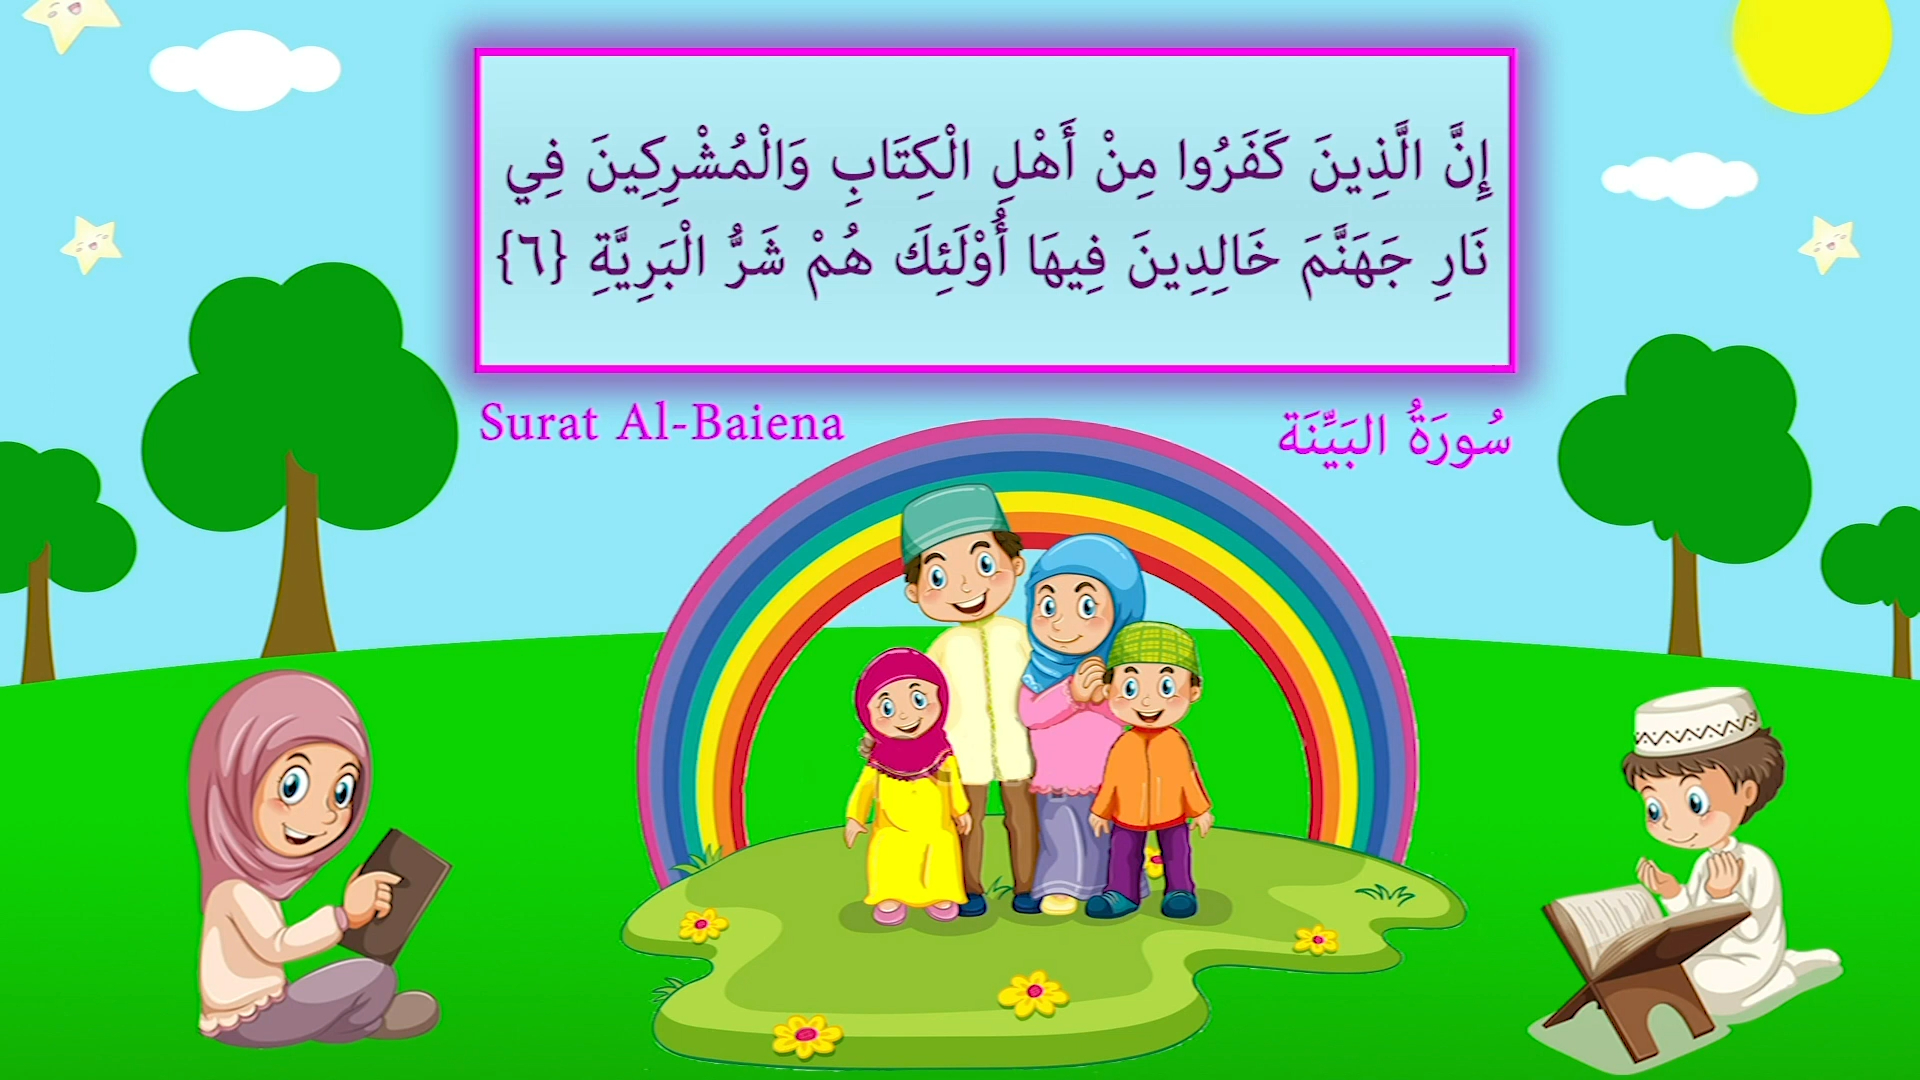 إِنَّ الَّذِينَ كَفَرُوا مِنْ أَهْلِ الْكِتَابِ وَالْمُشْرِكِينَ فِي
نَارِ جَهَنَّمَ خَالِدِينَ فِيهَا أُوْلَئِكَ هُمْ شَرُّ الْبَرِيَّةِ {٦}
Surat Al-Baiena
سُورَةُ البَيِّنَة